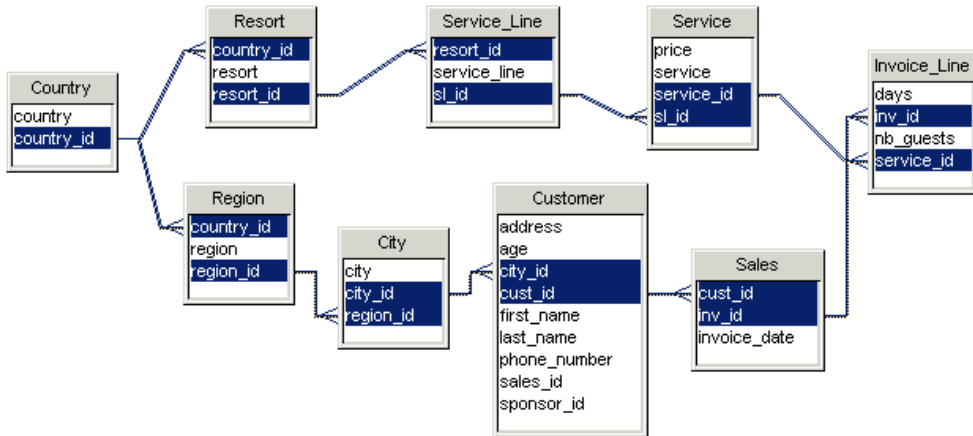 Country
country
country_id
Resort
country_id
resort
resort_id
Service_Line
resort_id
service_line
sl_id
Service
price
service
service_id
sl_id
Invoice_Line
days
inv_id
nb_guests
service_id
Region
country_id
region
region_id
City
city
city_id
region_id
Customer
address
age
city_id
cust_id
first_name
last_name
phone_number
sales_id
sponsor_id
Sales
cust_id
inv_id
invoice_date